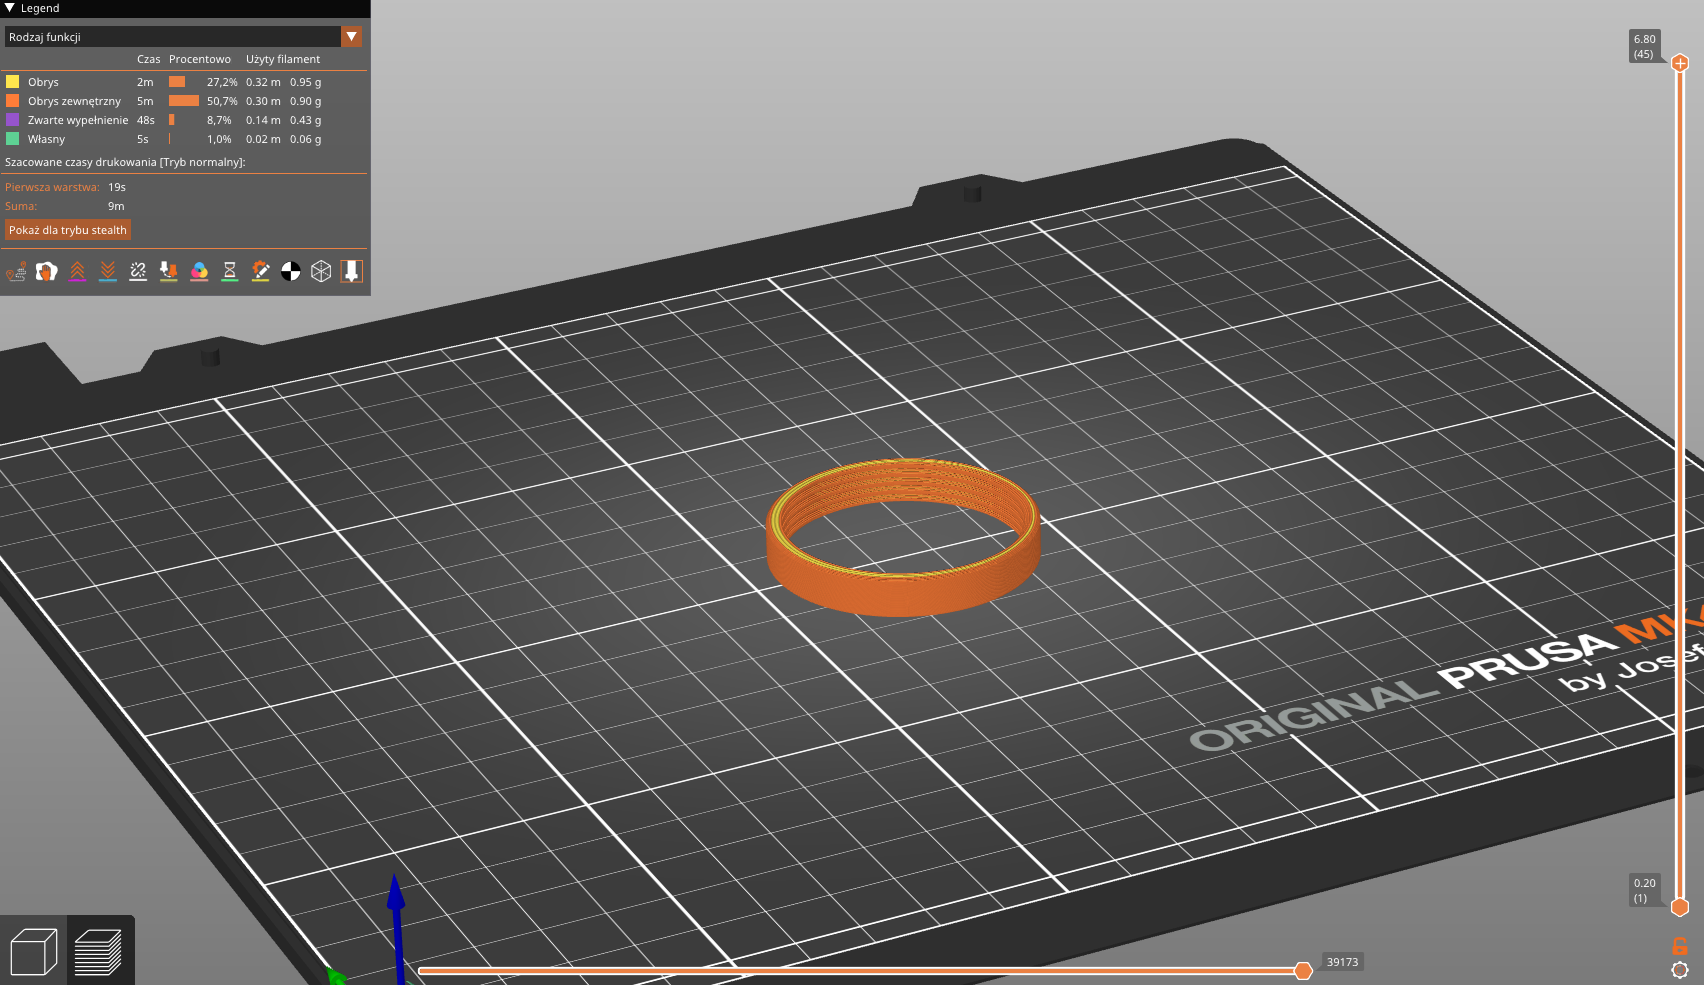 Legend
Rodzaj funkcji
Czas Procentowo Użyty filament
Obrys 2m 27,2% 0.32 m 0.95 g
Obrys zewnętrzny 5m 50,7% 0.30 m 0.90 g
Zwarte wypełnienie 48s 8,7% 0.14 m 0.43 g
Własny 5s 1,0% 0.02 m 0.06 g
Szacowane czasy drukowania [Tryb normalny]:
Pierwsza warstwa: 19s
Suma: 9m
Pokaż dla trybu stealth
6.80
(45)
ORIGINAL PRUSA
by Josef
0.20
(1)
39173